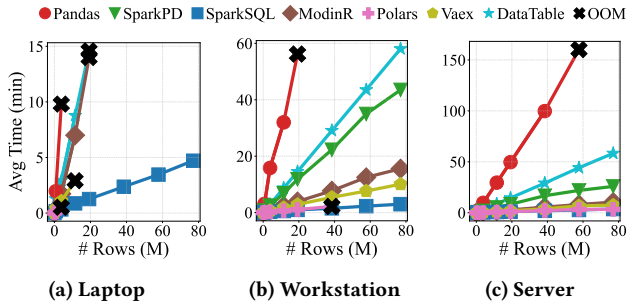 Pandas SparkPD SparkSQL ModinR Polars Vaex DataTable OOM
Avg Time (min)
15
10
5
0
0 20 40 60 80
# Rows (M)
(a) Laptop
60
40
20
0
0 20 40 60 80
# Rows (M)
(b) Workstation
150
100
50
0
0 20 40 60 80
# Rows (M)
(c) Server